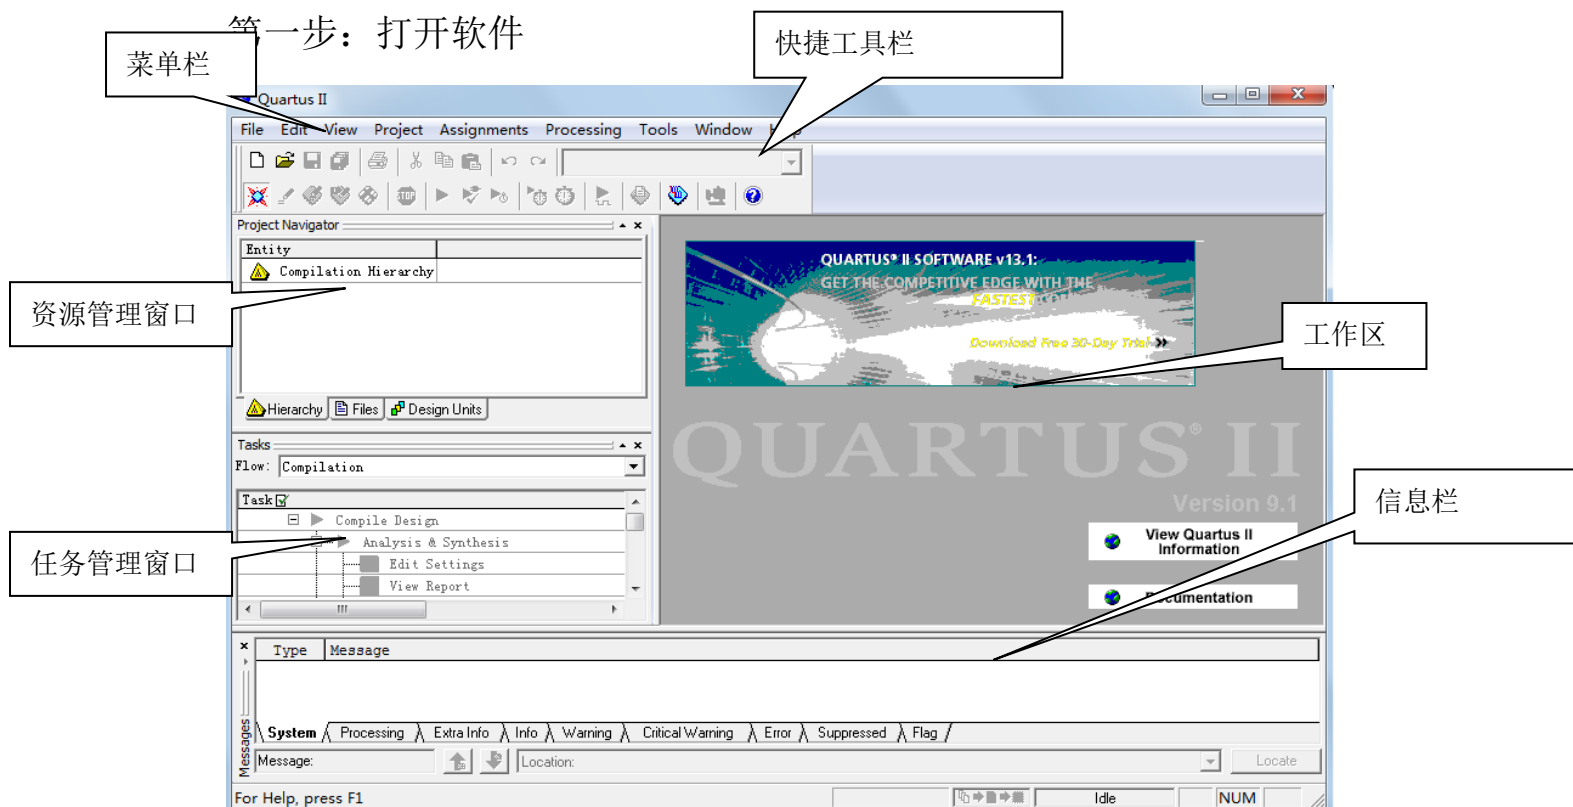 第一步：打开软件
菜单栏
快捷工具栏
Quartus II
File Edit View Project Assignments Processing Tools Window
STOP
Project Navigator
Entity
Compilation Hierarchy
资源管理窗口
Hierarchy Files Design Units
QUARTUS® II SOFTWARE v13.1:
GET THE COMPETITIVE EDGE WITH THE
FASTEST
Download Free 30-Day Trial
工作区
Tasks
Flow: Compilation
Task
Compile Design
Analysis & Synthesis
Edit Settings
View Report
任务管理窗口
QUARTUS® II
Version 9.1
信息栏
View Quartus II
Information
Documentation
Type Message
System Processing Extra Info Info Warning Critical Warning Error Suppressed Flag
Messages
Message: Location: Locate
For Help, press F1 Idle NUM